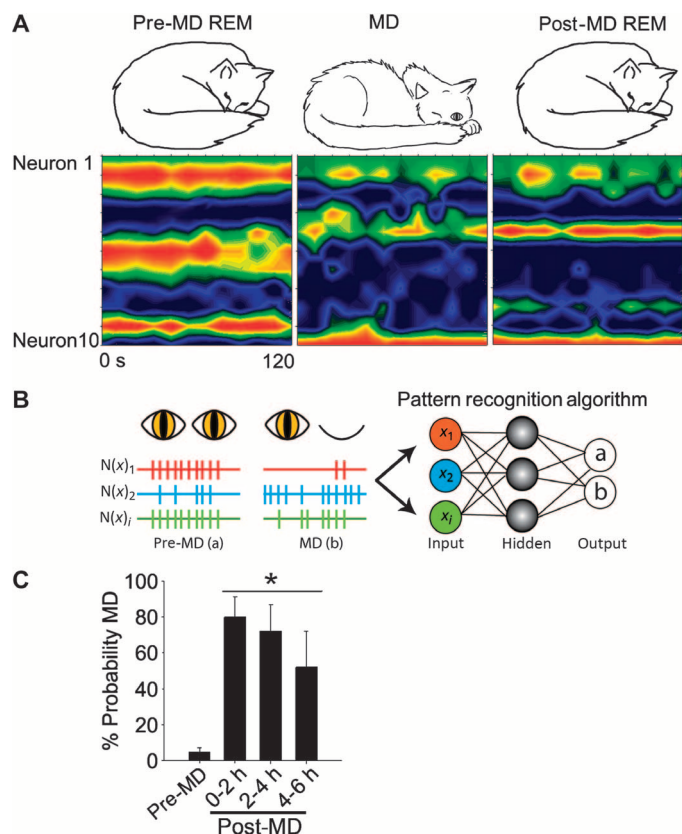 A
Pre-MD REM
MD
Post-MD REM
Neuron 1
Neuron10
0 s
120
B
Pattern recognition algorithm
N(x)1
N(x)2
N(x)i
Pre-MD (a)
MD (b)
x1
x2
xi
a
b
Input
Hidden
Output
C
*
% Probability MD
100
80
60
40
20
0
Pre-MD
0-2 h
2-4 h
4-6 h
Post-MD